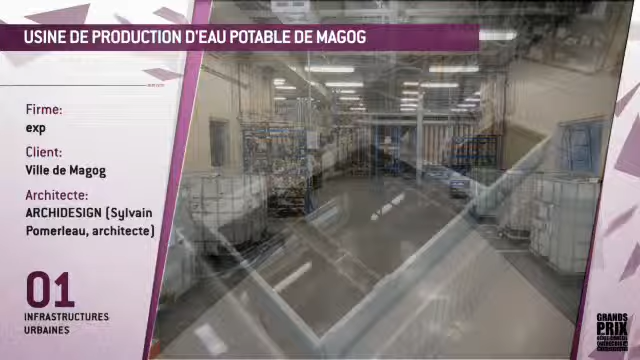 USINE DE PRODUCTION D'EAU POTABLE DE MAGOG
Firme:
exp
Client:
Ville de Magog
Architecte:
ARCHIDESIGN (Sylvain
Pomerleau, architecte)
01
INFRASTRUCTURES
URBAINES
GRANDS
PRIX